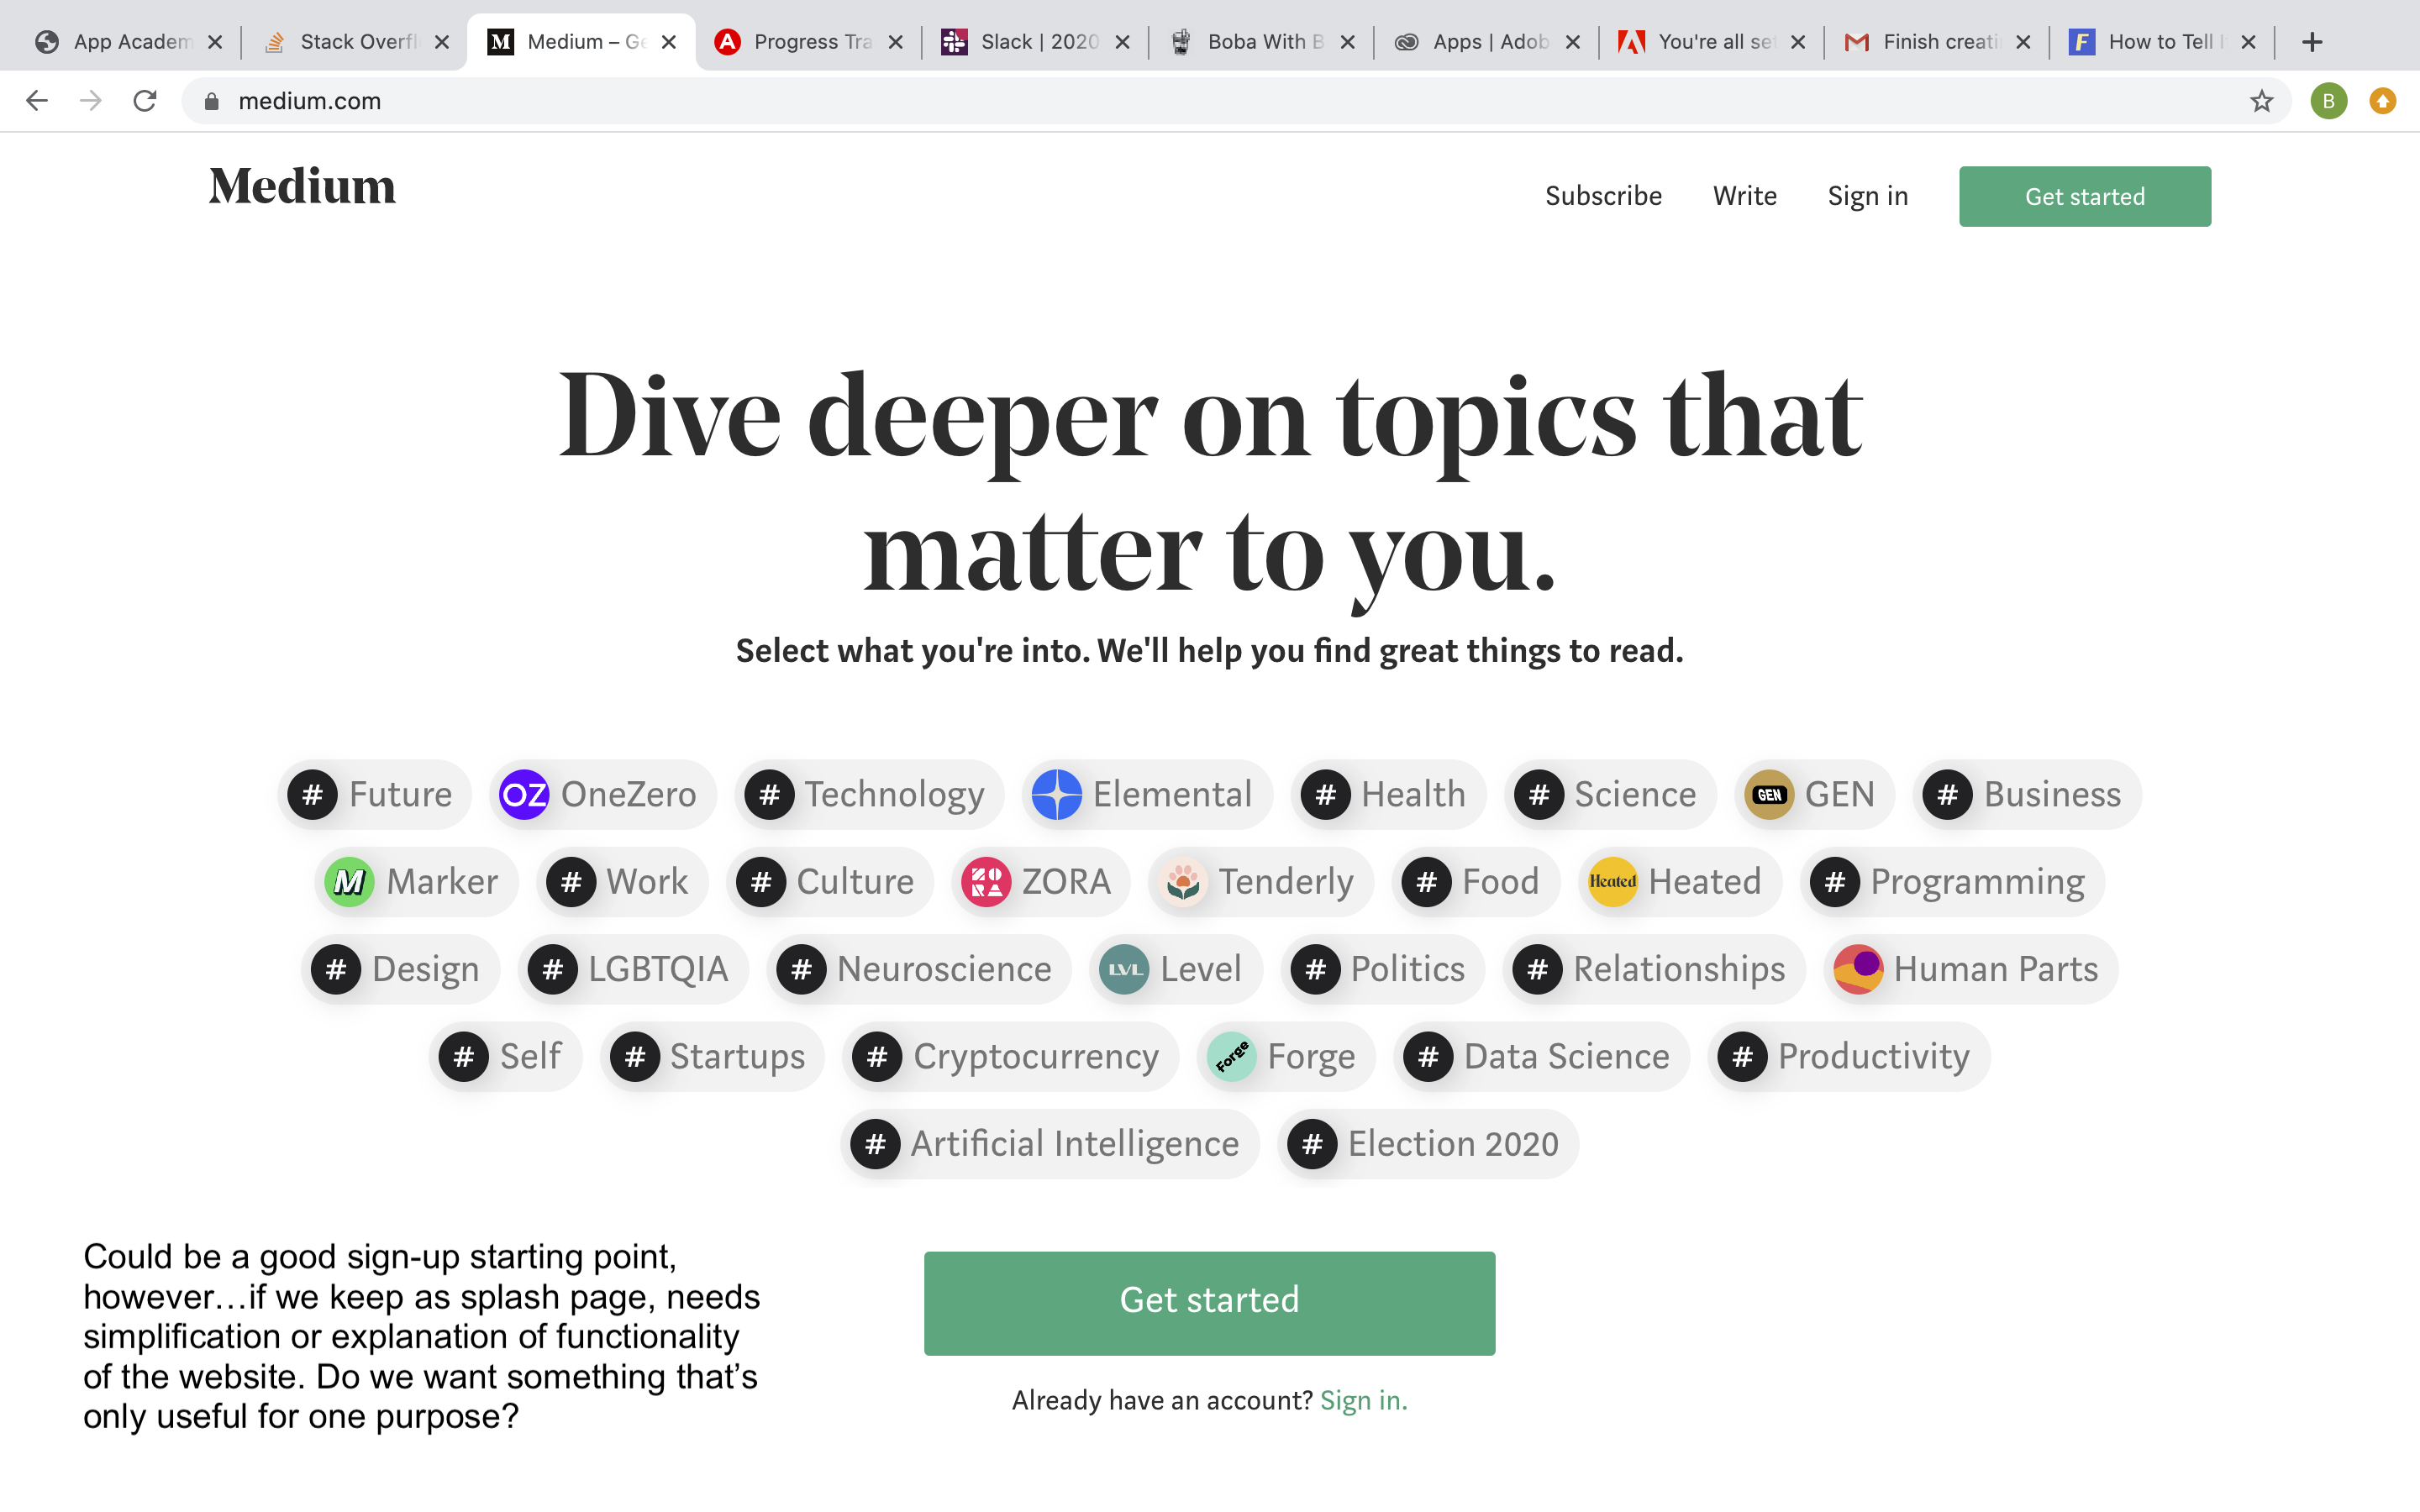 App Academ
Stack Overfl
Medium – Ge
Progress Tra
Slack | 2020
Boba With B
Apps | Adob
You're all set
Finish creati
How to Tell I
medium.com
B
Medium
Subscribe
Write
Sign in
Get started
Dive deeper on topics that
matter to you.
Select what you're into. We'll help you find great things to read.
# Future
OZ OneZero
# Technology
Elemental
# Health
# Science
GEN GEN
# Business
M Marker
# Work
# Culture
ZORA ZORA
Tenderly
# Food
Heated Heated
# Programming
# Design
# LGBTQIA
# Neuroscience
LVL Level
# Politics
# Relationships
Human Parts
# Self
# Startups
# Cryptocurrency
Forge Forge
# Data Science
# Productivity
# Artificial Intelligence
# Election 2020
Could be a good sign-up starting point,
however…if we keep as splash page, needs
simplification or explanation of functionality
of the website. Do we want something that’s
only useful for one purpose?
Get started
Already have an account? Sign in.